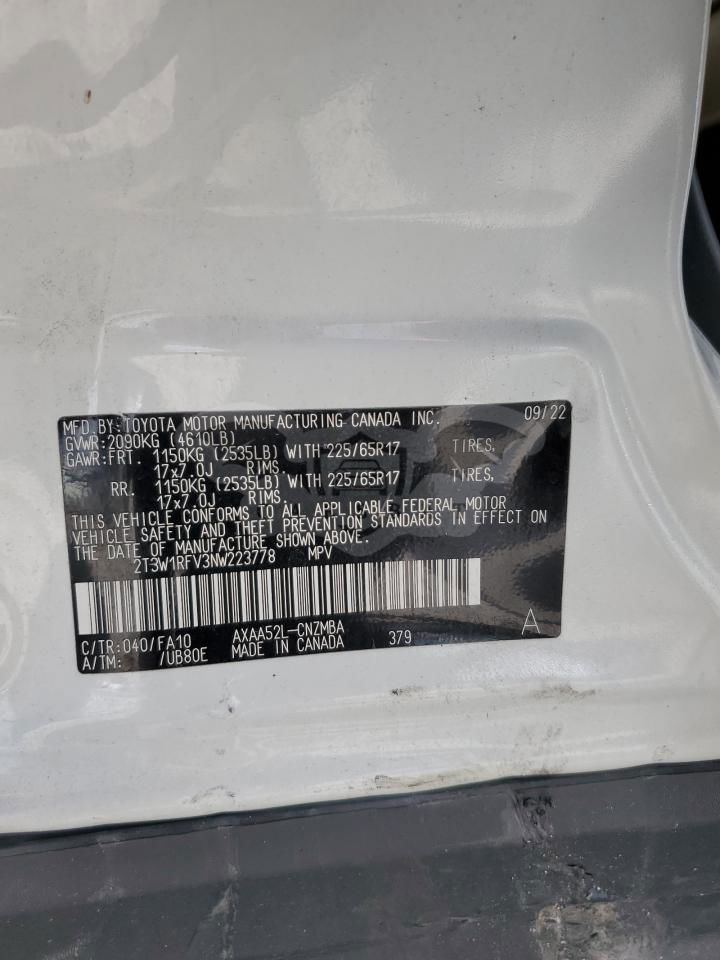 MFD.BY:TOYOTA MOTOR MANUFACTURING CANADA INC. 09/22
GVWR:2090KG (4610LB)
GAWR:FRT. 1150KG (2535LB) WITH 225/65R17 TIRES,
17x7.0J RIMS.
RR. 1150KG (2535LB) WITH 225/65R17 TIRES,
17x7.0J RIMS.
THIS VEHICLE CONFORMS TO ALL APPLICABLE FEDERAL MOTOR
VEHICLE SAFETY AND THEFT PREVENTION STANDARDS IN EFFECT ON
THE DATE OF MANUFACTURE SHOWN ABOVE.
2T3W1RFV3NW223778 MPV
C/TR:040/FA10 AXAA52L-CNZMBA 379 A
A/TM: /UB80E MADE IN CANADA